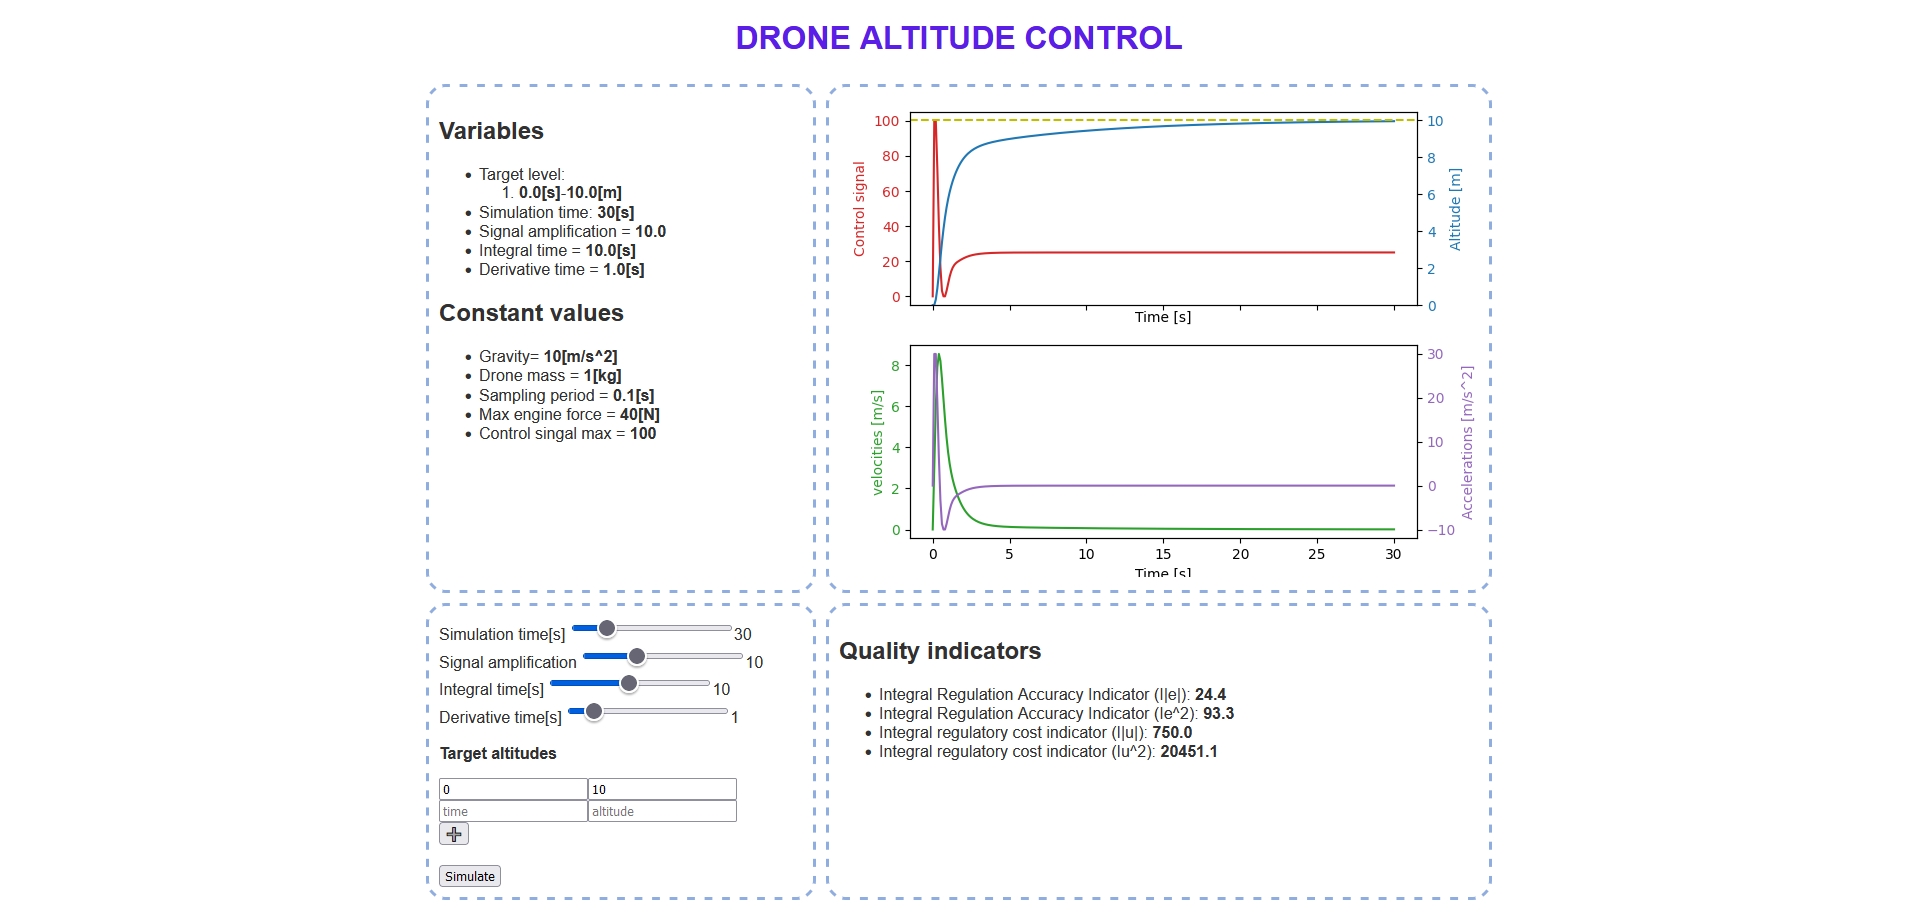 DRONE ALTITUDE CONTROL
Variables
Target level:
1. 0.0[s]-10.0[m]
Simulation time: 30[s]
Signal amplification = 10.0
Integral time = 10.0[s]
Derivative time = 1.0[s]
Constant values
Gravity= 10[m/s^2]
Drone mass = 1[kg]
Sampling period = 0.1[s]
Max engine force = 40[N]
Control singal max = 100
Control signal
100
80
60
40
20
0
Altitude [m]
10
8
6
4
2
0
Time [s]
velocities [m/s]
8
6
4
2
0
Accelerations [m/s^2]
30
20
10
0
−10
0 5 10 15 20 25 30
Time [s]
Simulation time[s] 30
Signal amplification 10
Integral time[s] 10
Derivative time[s] 1
Target altitudes
0 10
time altitude
Simulate
Quality indicators
Integral Regulation Accuracy Indicator (I|e|): 24.4
Integral Regulation Accuracy Indicator (Ie^2): 93.3
Integral regulatory cost indicator (I|u|): 750.0
Integral regulatory cost indicator (Iu^2): 20451.1